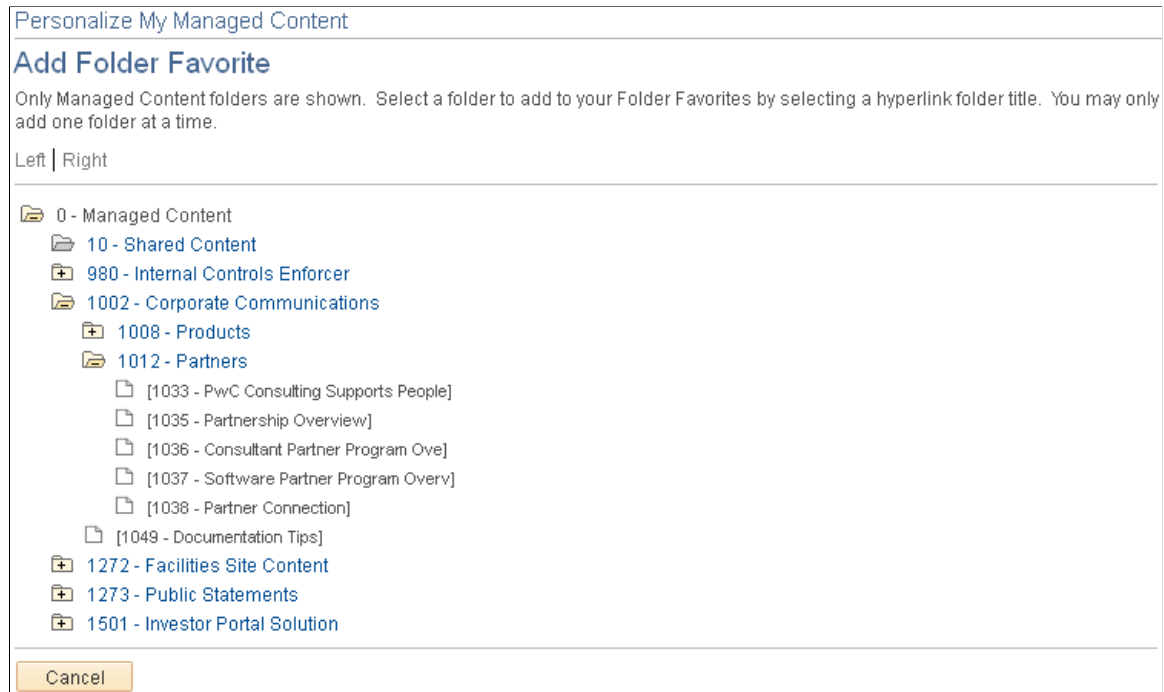 Personalize My Managed Content
Add Folder Favorite
Only Managed Content folders are shown.  Select a folder to add to your Folder Favorites by selecting a hyperlink folder title.  You may only
add one folder at a time.
Left | Right
0 - Managed Content
10 - Shared Content
980 - Internal Controls Enforcer
1002 - Corporate Communications
1008 - Products
1012 - Partners
[1033 - PwC Consulting Supports People]
[1035 - Partnership Overview]
[1036 - Consultant Partner Program Ove]
[1037 - Software Partner Program Overv]
[1038 - Partner Connection]
[1049 - Documentation Tips]
1272 - Facilities Site Content
1273 - Public Statements
1501 - Investor Portal Solution
Cancel